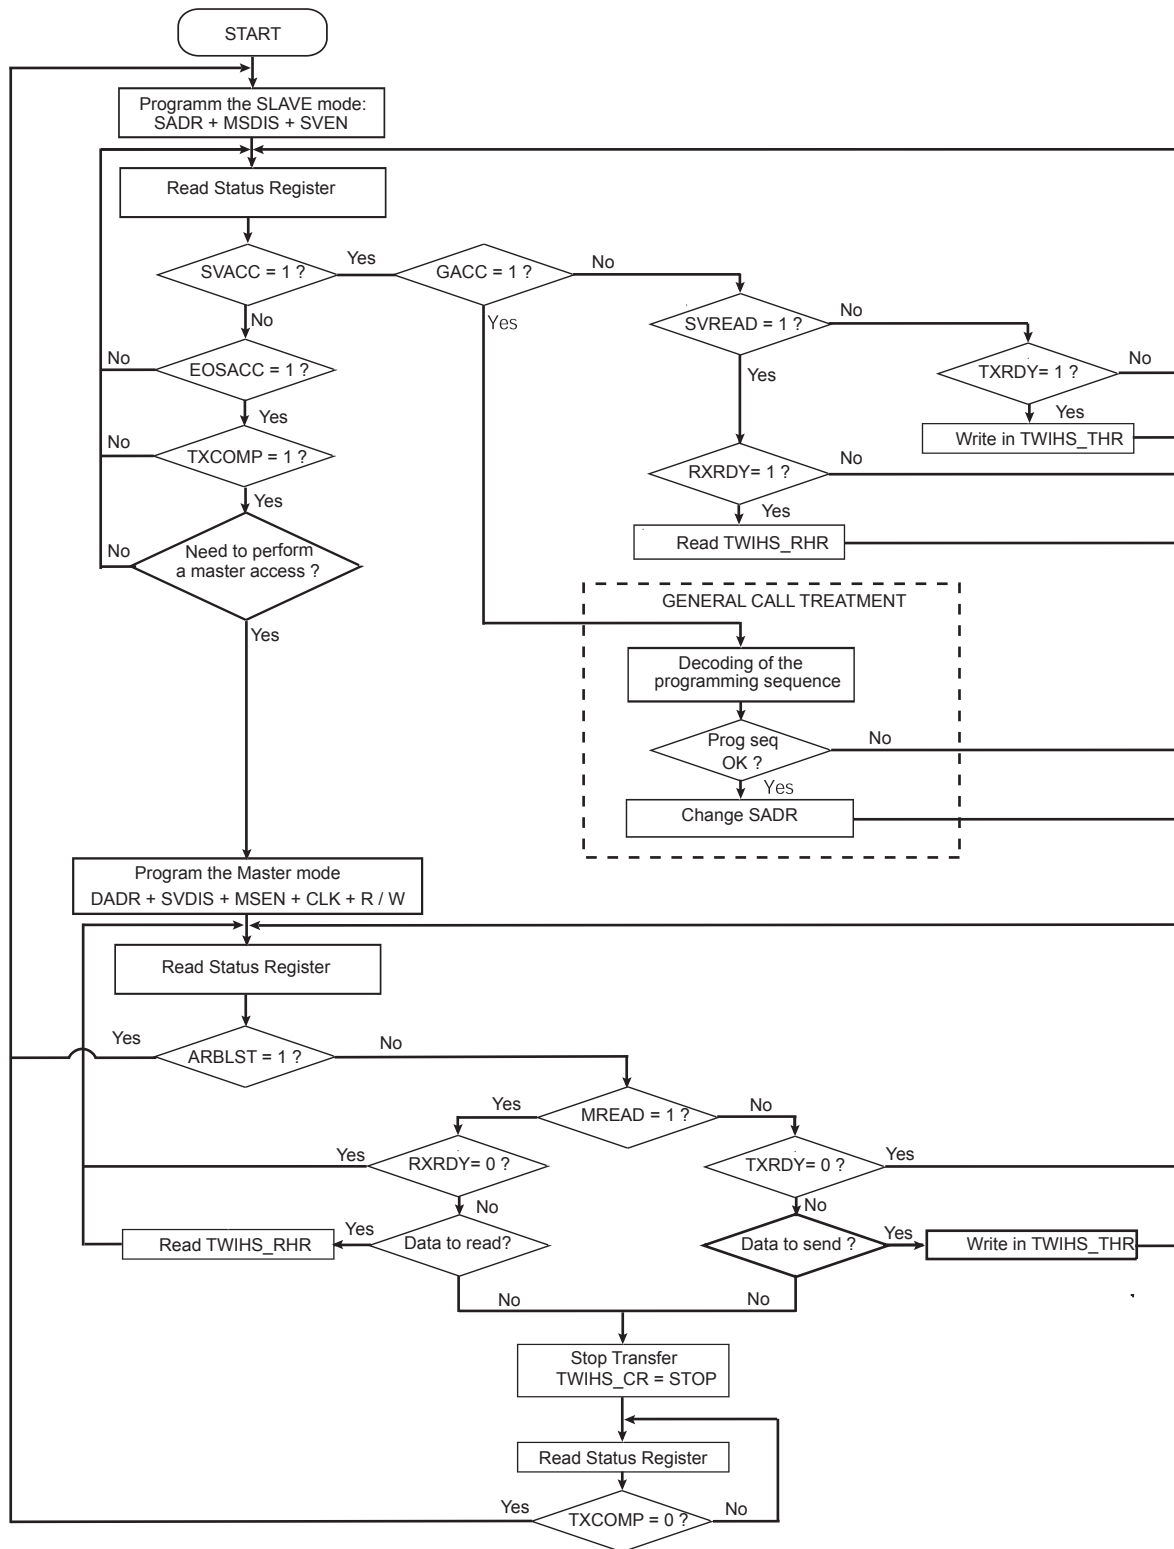 START
Programm the SLAVE mode:
SADR + MSDIS + SVEN
Read Status Register
SVACC = 1 ?
Yes
GACC = 1 ?
No
No
Yes
SVREAD = 1 ?
No
Yes
TXRDY= 1 ?
No
Yes
Write in TWIHS_THR
No
EOSACC = 1 ?
Yes
No
TXCOMP = 1 ?
Yes
RXRDY= 1 ?
No
Yes
Read TWIHS_RHR
No
Need to perform
a master access ?
Yes
GENERAL CALL TREATMENT
Decoding of the
programming sequence
Prog seq
OK ?
No
Yes
Change SADR
Program the Master mode
DADR + SVDIS + MSEN + CLK + R / W
Read Status Register
Yes
ARBLST = 1 ?
No
Yes
MREAD = 1 ?
No
Yes
RXRDY= 0 ?
No
TXRDY= 0 ?
Yes
No
Read TWIHS_RHR
Yes
Data to read?
No
Data to send ?
Yes
Write in TWIHS_THR
No
Stop Transfer
TWIHS_CR = STOP
Read Status Register
Yes
TXCOMP = 0 ?
No